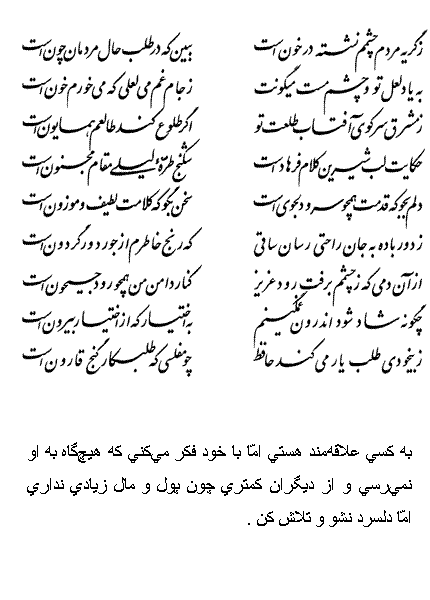 ز گریه مردم چشمم نشسته در خون است ببین که در طلبت حال مردمان چون است
به یاد لعل تو و چشم مست میگونت ز جام غم می لعلی که می‌خورم خون است
ز مشرق سر کوی آفتاب طلعت تو اگر طلوع کند طالعم همایون است
حکایت لب شیرین کلام فرهاد است شکنج طره لیلی مقام مجنون است
دلم بجو که قدت همچو سرو دلجوی است سخن بگو که کلامت لطیف و موزون است
ز دور باده به جان راحتی رسان ساقی که رنج خاطرم از جور دور گردون است
از آن دمی که ز چشمم برفت رود عزیز کنار دامن من همچو رود جیحون است
چگونه شاد شود اندرون غمگینم به اختیار که از اختیار بیرون است
ز بیخودی طلب یار می‌کند حافظ چو مفلسی که طلبکار گنج قارون است
به كسي علاقه‌مند هستي امّا با خود فكر مي‌كني كه هيچ‌گاه به او
نمي‌رسي و از ديگران كمتري چون پول و مال زيادي نداري
امّا دلسرد نشو و تلاش كن .